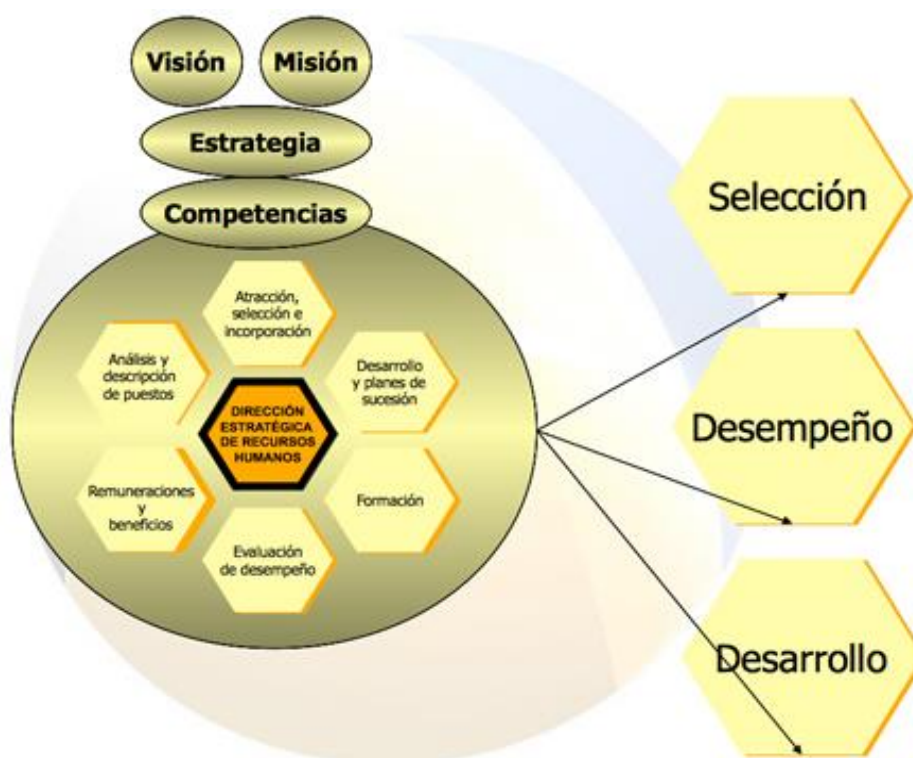 Visión
Misión
Estrategia
Competencias
Atracción,
selección e
incorporación
Análisis y
descripción
de puestos
Desarrollo
y planes de
sucesión
DIRECCIÓN
ESTRATÉGICA
DE RECURSOS
HUMANOS
Remuneraciones
y
beneficios
Formación
Evaluación
de desempeño
Selección
Desempeño
Desarrollo